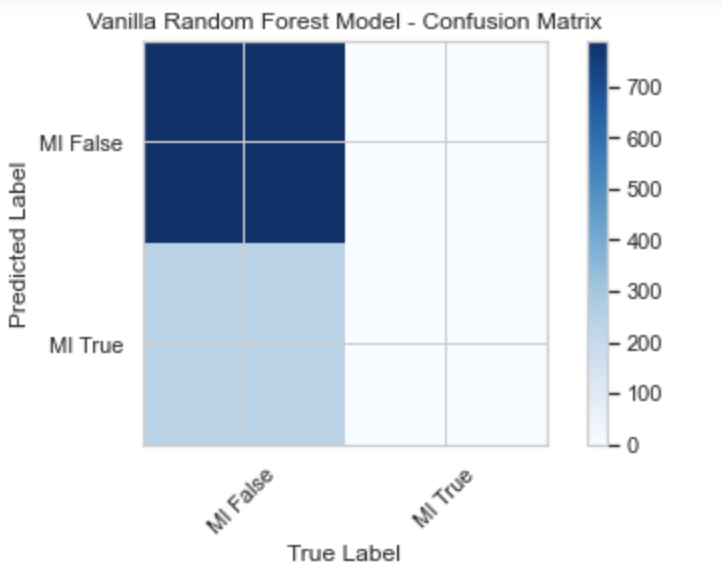 Vanilla Random Forest Model - Confusion Matrix
Predicted Label
MI False
MI True
MI False
MI True
True Label
700
600
500
400
300
200
100
0